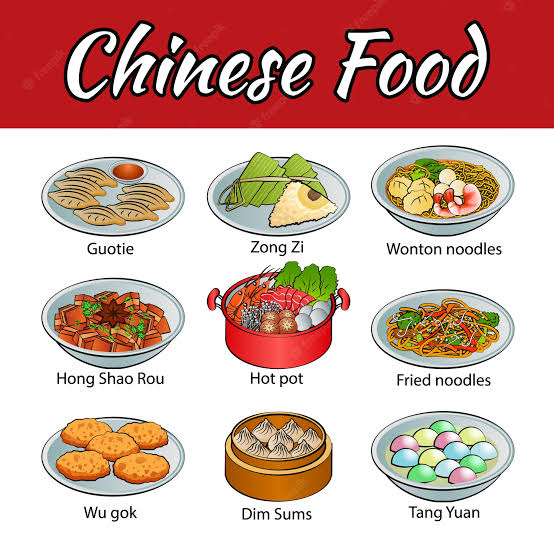 Chinese Food
Guotie
Zong Zi
Wonton noodles
Hong Shao Rou
Hot pot
Fried noodles
Wu gok
Dim Sums
Tang Yuan